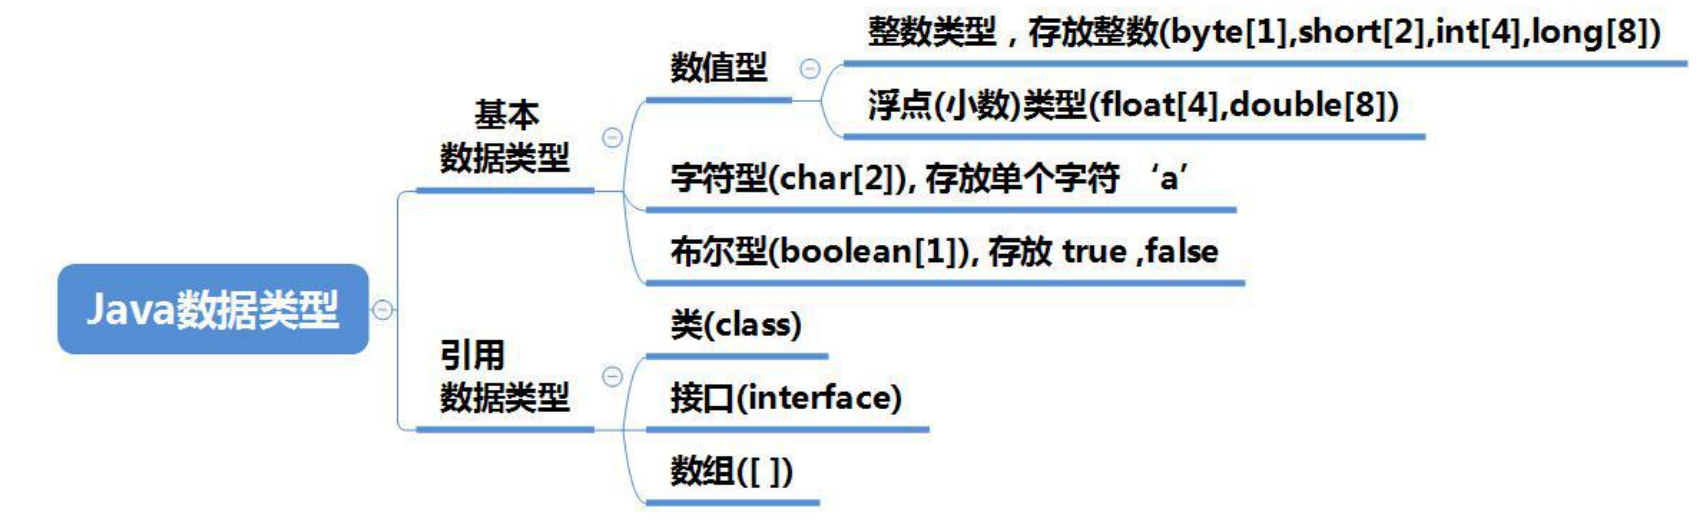 Java数据类型
基本
数据类型
数值型
整数类型，存放整数(byte[1],short[2],int[4],long[8])
浮点(小数)类型(float[4],double[8])
字符型(char[2]), 存放单个字符 ‘a’
布尔型(boolean[1]), 存放 true ,false
引用
数据类型
类(class)
接口(interface)
数组([ ])